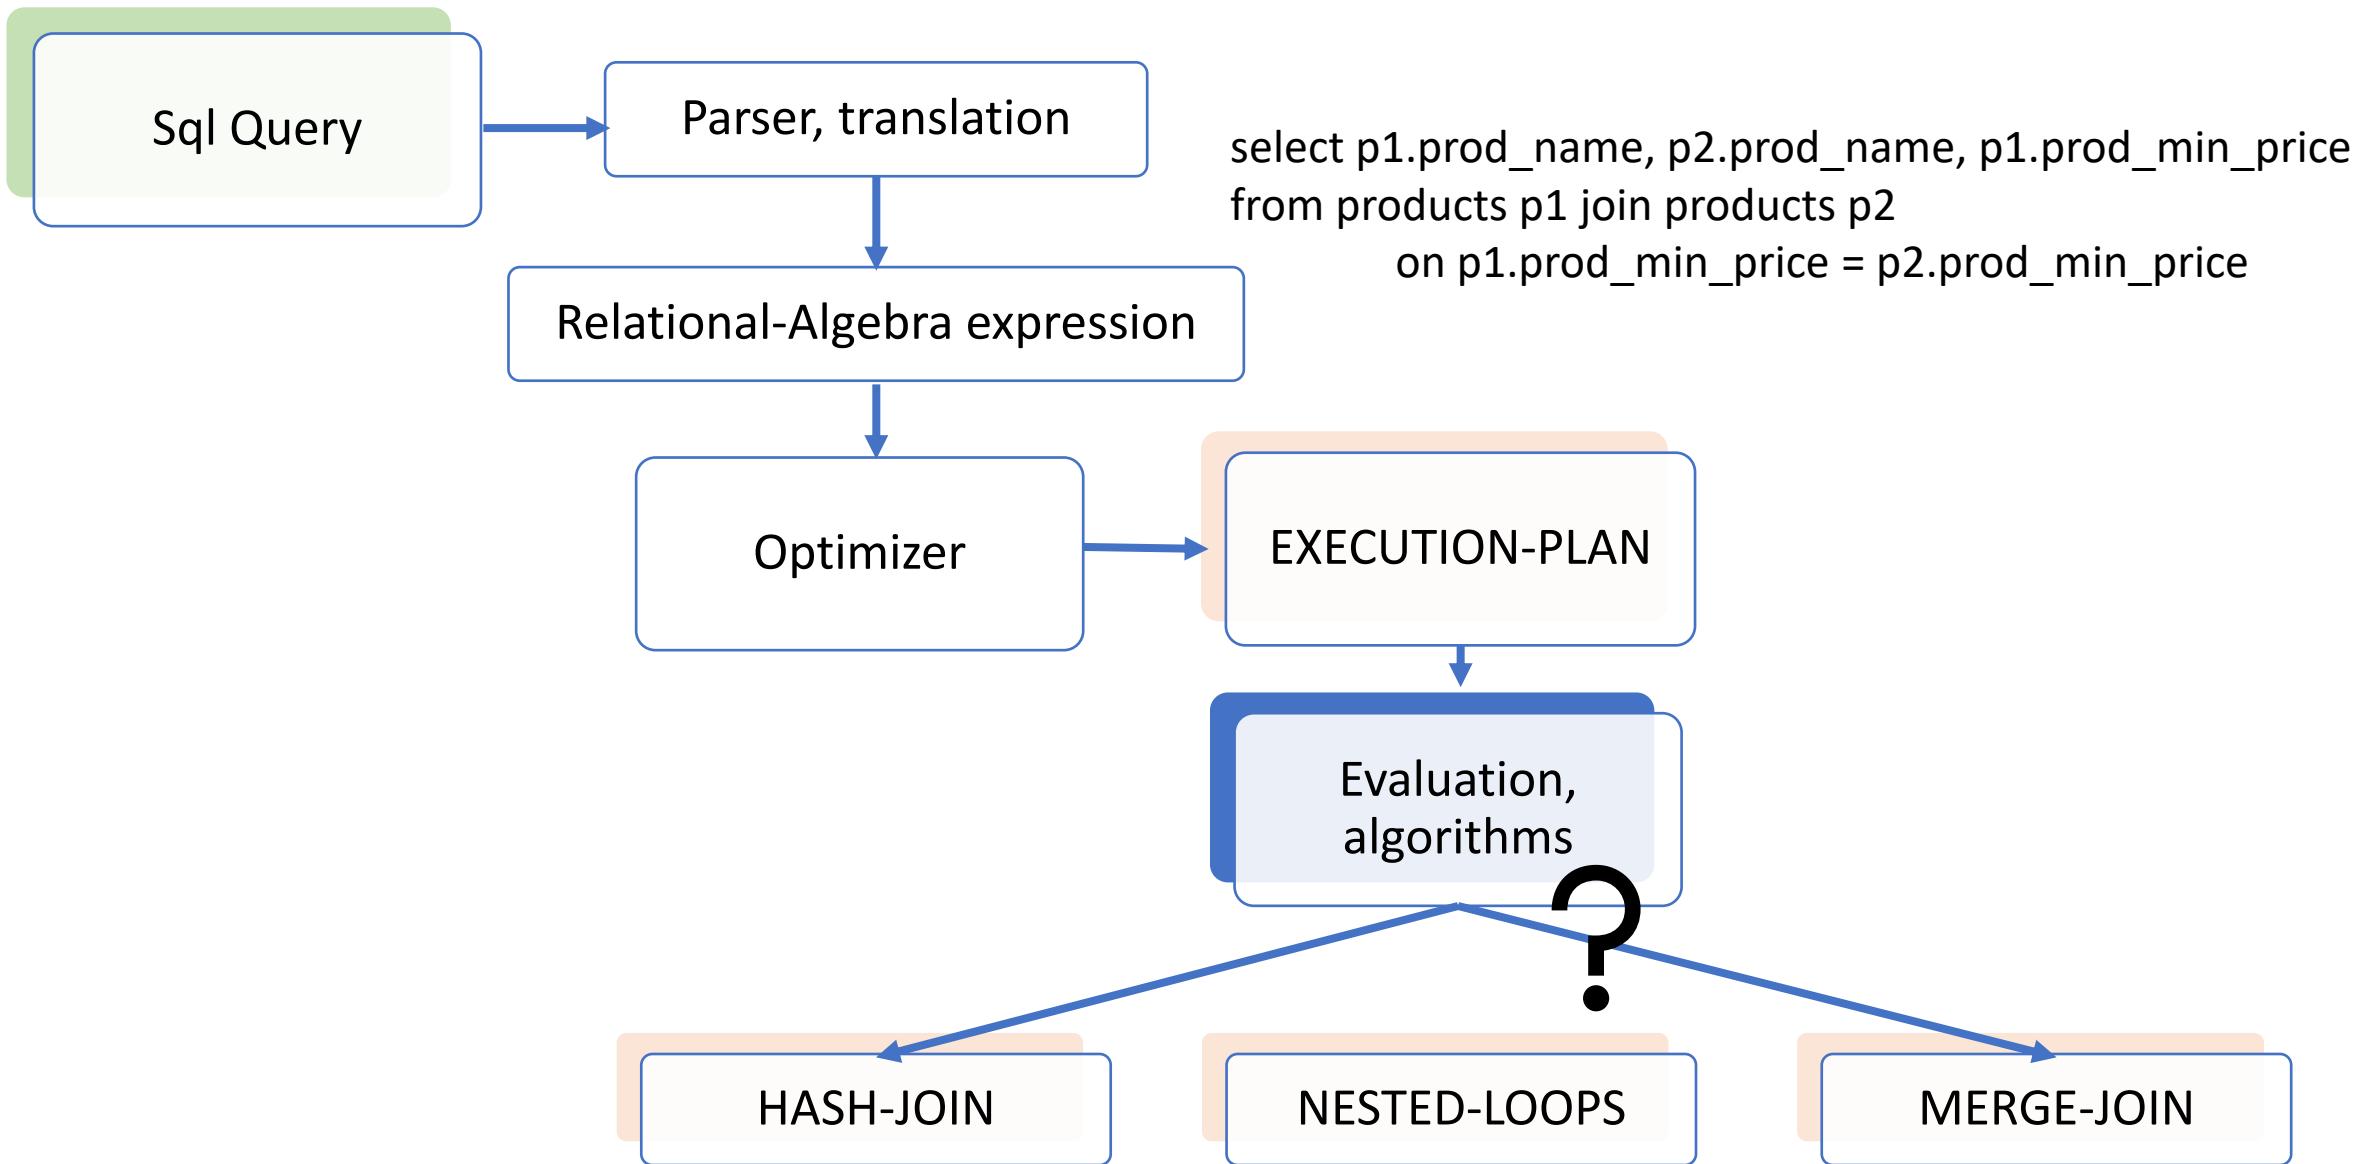 Sql Query
Parser, translation
select p1.prod_name, p2.prod_name, p1.prod_min_price
from products p1 join products p2
on p1.prod_min_price = p2.prod_min_price
Relational-Algebra expression
Optimizer
EXECUTION-PLAN
Evaluation,
algorithms
?
HASH-JOIN
NESTED-LOOPS
MERGE-JOIN